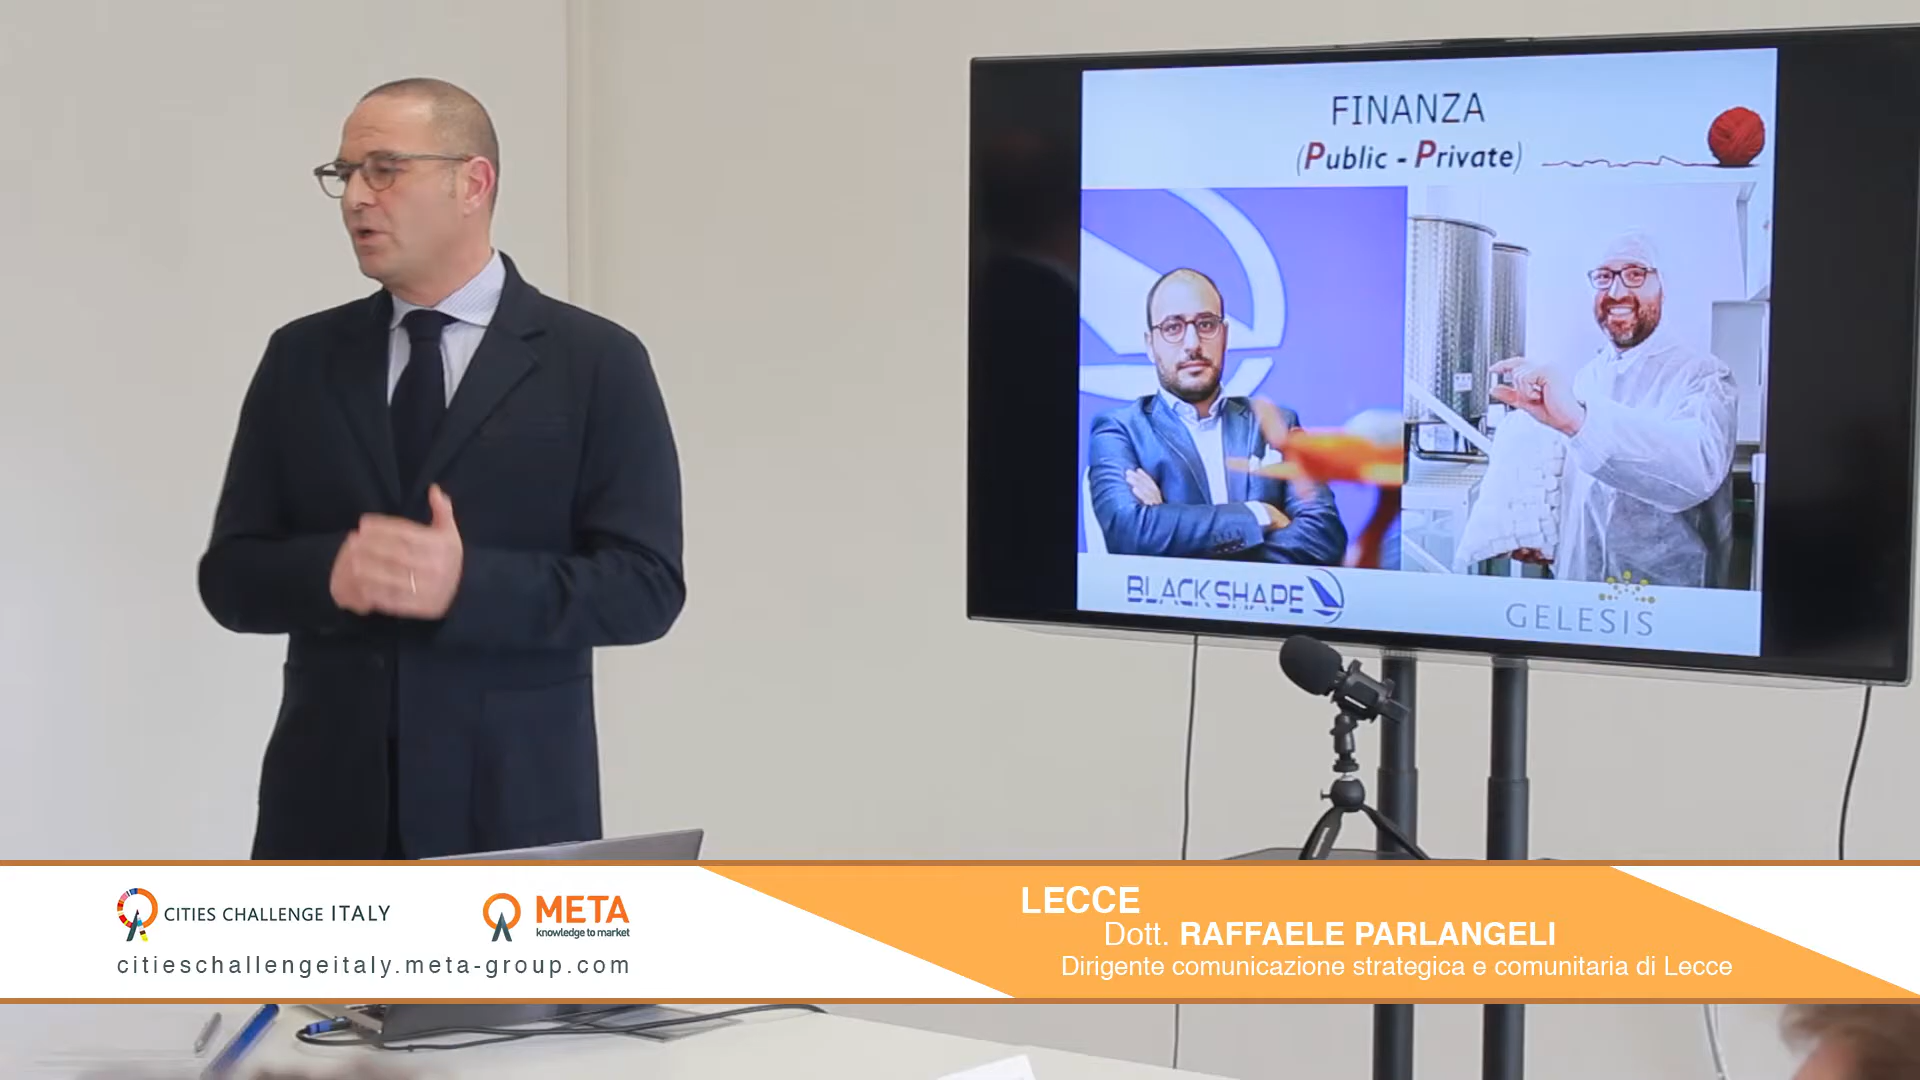 FINANZA
(Public - Private)
BLACKSHAPE
GELESIS
CITIES CHALLENGE ITALY
META
knowledge to market
citieschallengeitaly.meta-group.com
LECCE
Dott. RAFFAELE PARLANGELI
Dirigente comunicazione strategica e comunitaria di Lecce